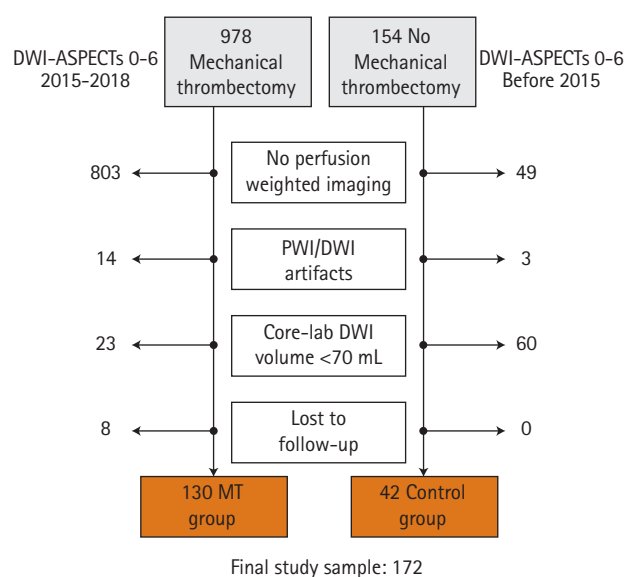 DWI-ASPECTs 0-6
2015-2018
978
Mechanical
thrombectomy
154 No
Mechanical
thrombectomy
DWI-ASPECTs 0-6
Before 2015
803
No perfusion
weighted imaging
49
14
PWI/DWI
artifacts
3
23
Core-lab DWI
volume <70 mL
60
8
Lost to
follow-up
0
130 MT
group
42 Control
group
Final study sample: 172